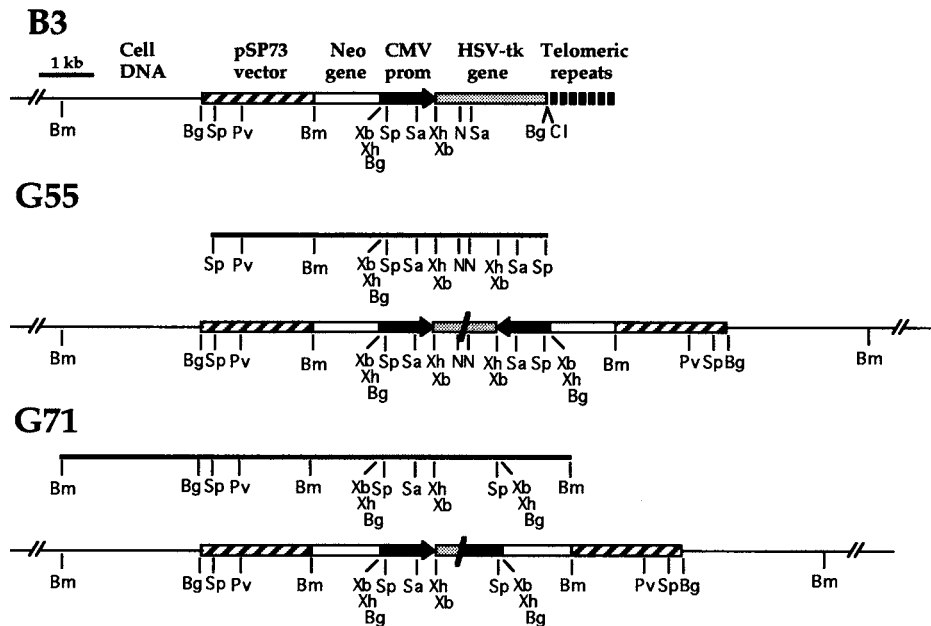 B3
1 kb
Cell DNA
pSP73 vector
Neo gene
CMV prom
HSV-tk gene
Telomeric repeats
Bm Bg Sp Pv Bm Xb Xh Bg Sp Sa Xh Xb N Sa Bg Cl
G55
Sp Pv Bm Xb Xh Bg Sp Sa Xh Xb N N Xh Xb Sa Sp
Bm Bg Sp Pv Bm Xb Xh Bg Sp Sa Xh Xb N N Xh Xb Sa Sp Xb Xh Bg Bm Pv Sp Bg Bm
G71
Bm Bg Sp Pv Bm Xb Xh Bg Sp Sa Xh Xb Sp Xb Xh Bg Bm
Bm Bg Sp Pv Bm Xb Xh Bg Sp Sa Xh Xb Sp Xb Xh Bg Bm Pv Sp Bg Bm